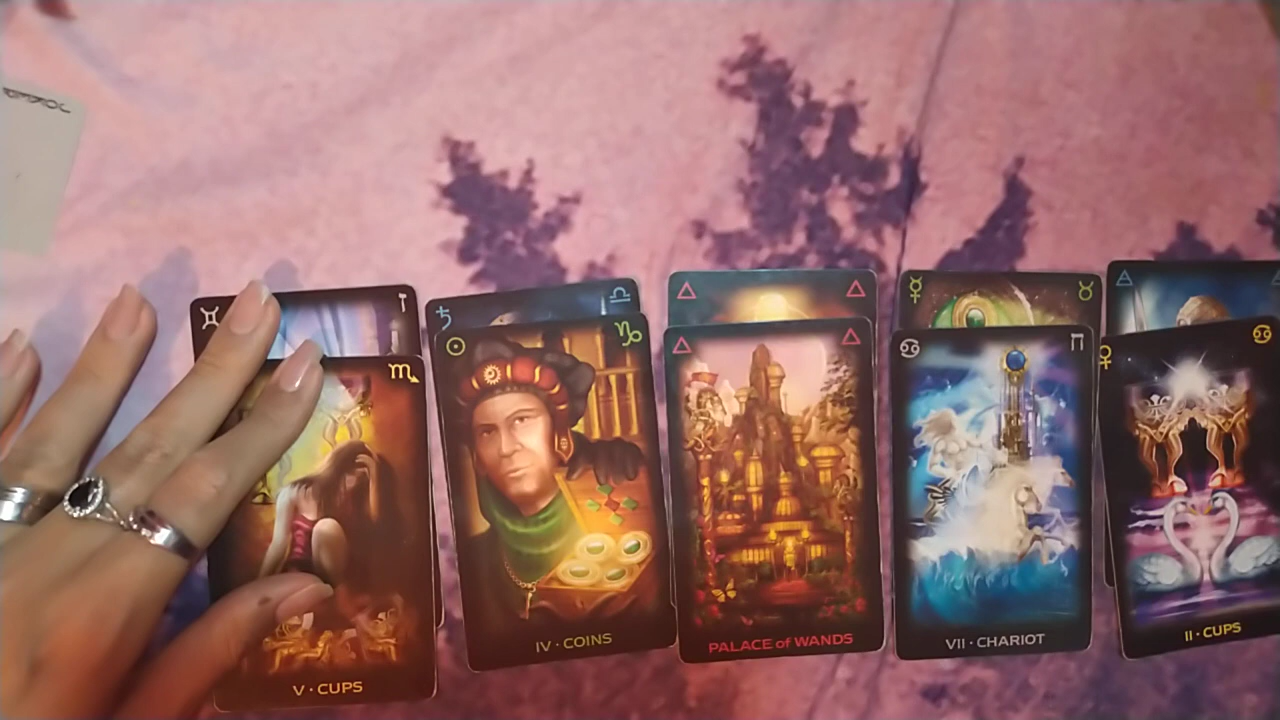 V · CUPS
IV · COINS
PALACE of WANDS
VII · CHARIOT
II · CUPS